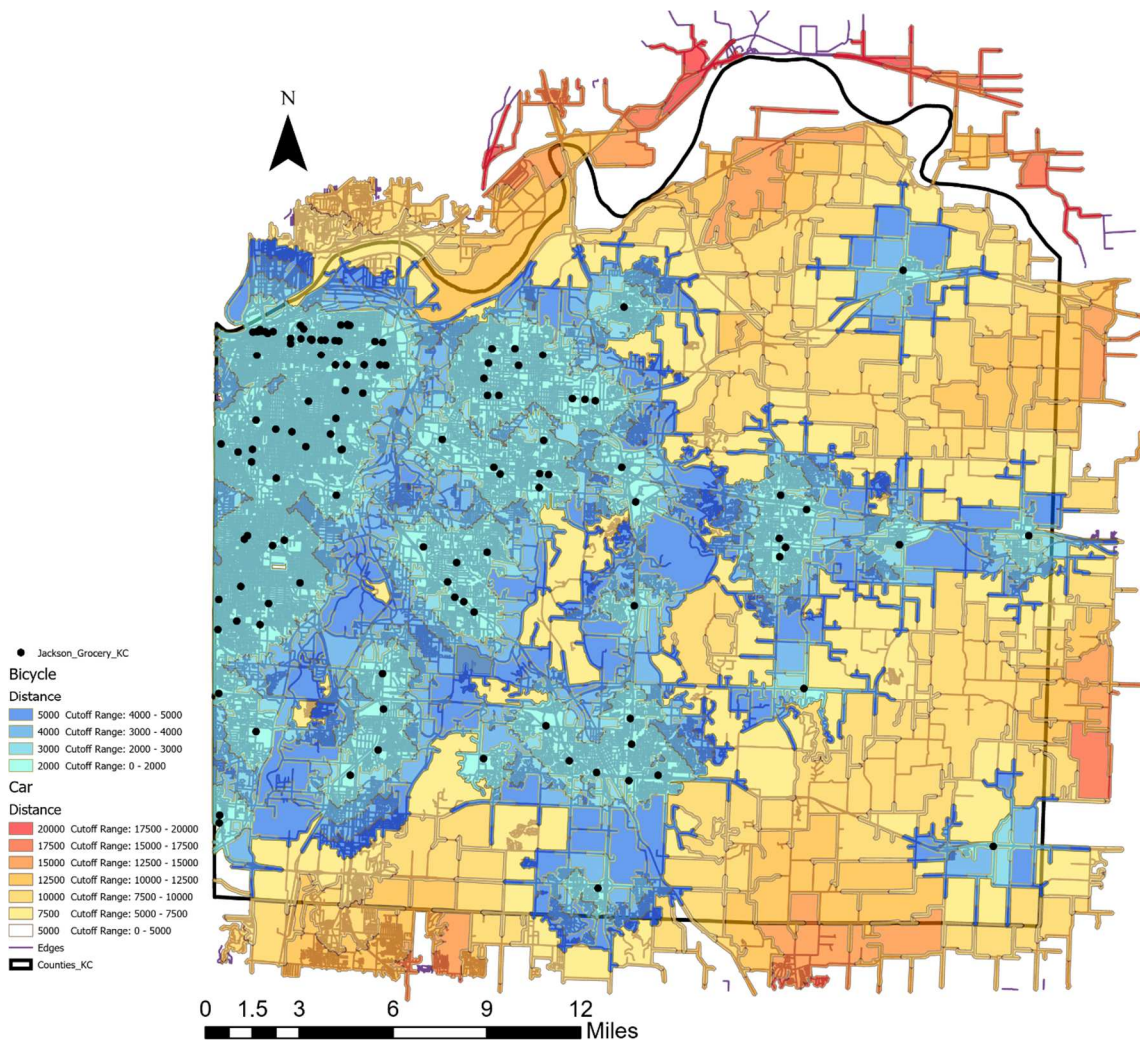 N
Jackson_Grocery_KC
Bicycle
Distance
5000 Cutoff Range: 4000 - 5000
4000 Cutoff Range: 3000 - 4000
3000 Cutoff Range: 2000 - 3000
2000 Cutoff Range: 0 - 2000
Car
Distance
20000 Cutoff Range: 17500 - 20000
17500 Cutoff Range: 15000 - 17500
15000 Cutoff Range: 12500 - 15000
12500 Cutoff Range: 10000 - 12500
10000 Cutoff Range: 7500 - 10000
7500 Cutoff Range: 5000 - 7500
5000 Cutoff Range: 0 - 5000
Edges
Counties_KC
0 1.5 3 6 9 12
Miles